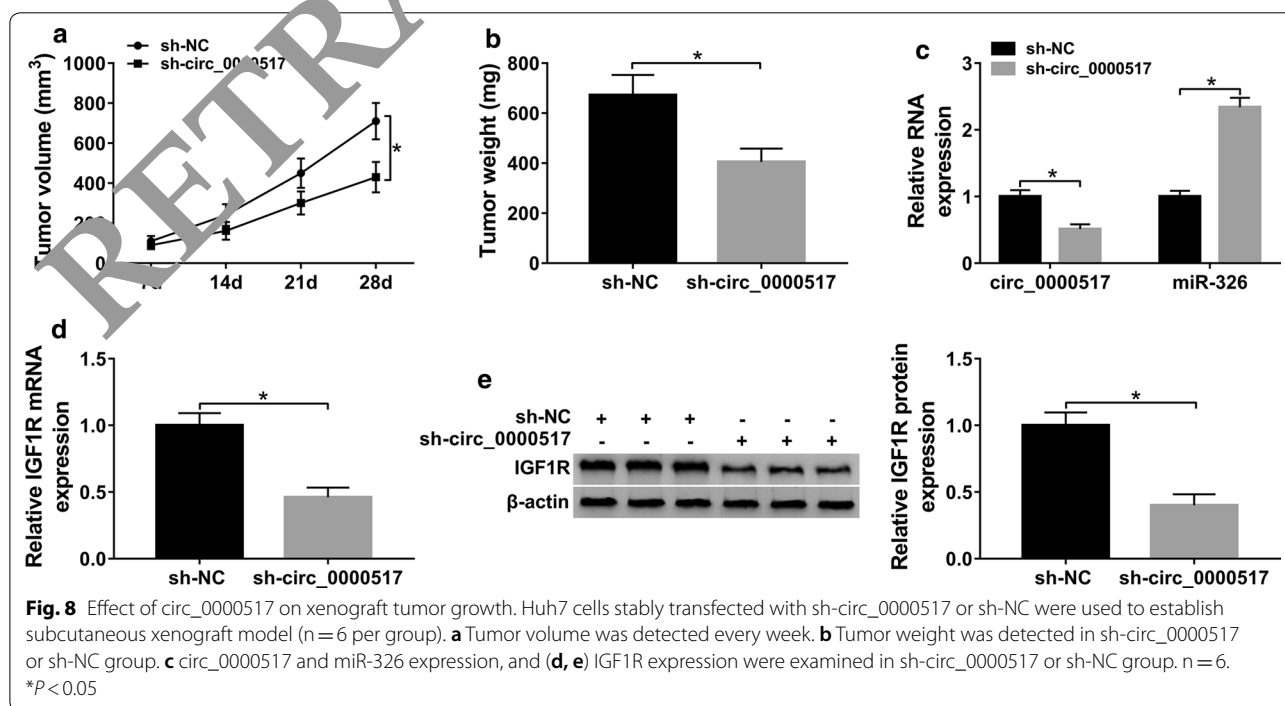 RETRA
a
sh-NC
sh-circ_0000517
Tumor volume (mm³)
1000
800
600
400
200
0
14d
21d
28d
*
b
Tumor weight (mg)
800
600
400
200
0
*
sh-NC
sh-circ_0000517
c
sh-NC
sh-circ_0000517
Relative RNA
expression
3
2
1
0
*
*
circ_0000517
miR-326
d
Relative IGF1R mRNA
expression
1.5
1.0
0.5
0.0
*
sh-NC
sh-circ_0000517
e
sh-NC + + + - - -
sh-circ_0000517 - - - + + +
IGF1R
β-actin
Relative IGF1R protein
expression
1.5
1.0
0.5
0.0
*
sh-NC
sh-circ_0000517
Fig. 8 Effect of circ_0000517 on xenograft tumor growth. Huh7 cells stably transfected with sh-circ_0000517 or sh-NC were used to establish
subcutaneous xenograft model (n = 6 per group). a Tumor volume was detected every week. b Tumor weight was detected in sh-circ_0000517
or sh-NC group. c circ_0000517 and miR-326 expression, and (d, e) IGF1R expression were examined in sh-circ_0000517 or sh-NC group. n = 6.
*P < 0.05